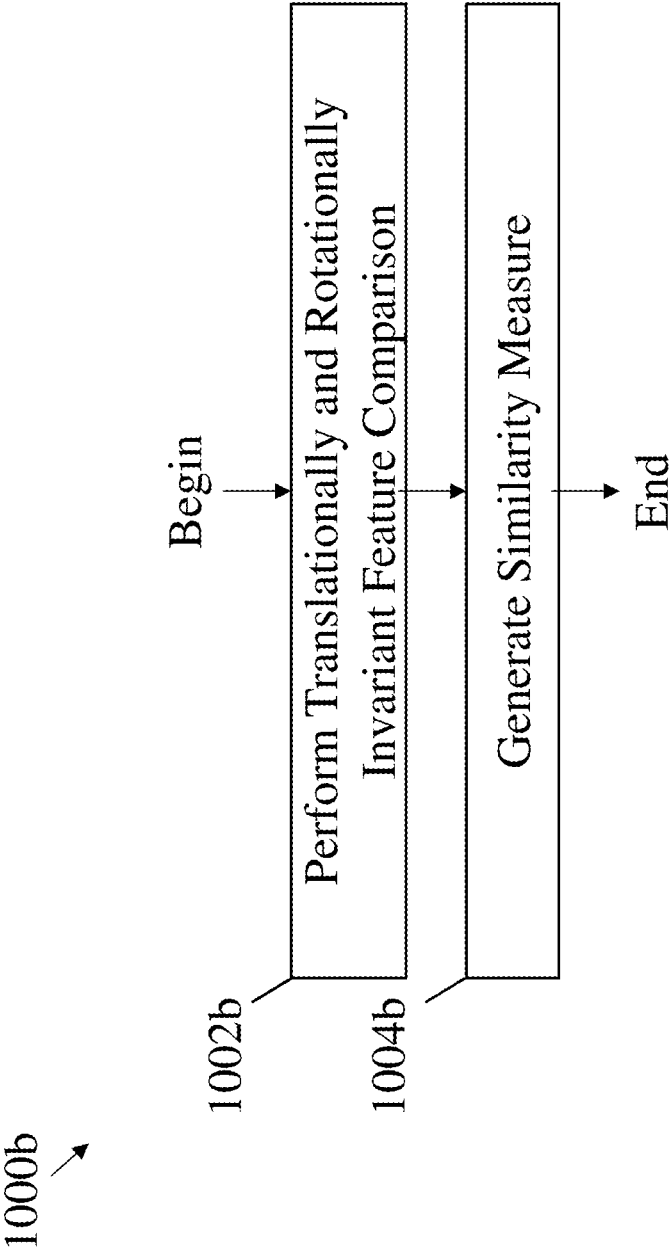 1000b
Begin
1002b
Perform Translationally and Rotationally
Invariant Feature Comparison
1004b
Generate Similarity Measure
End